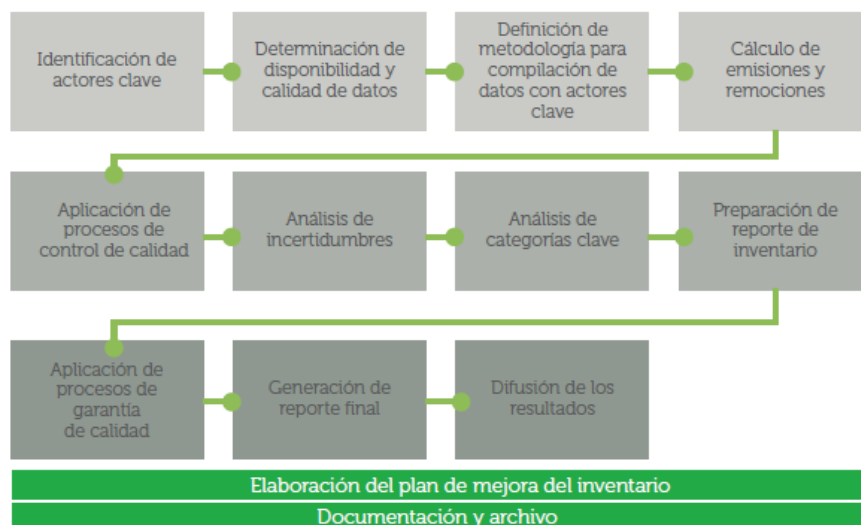 Identificación de
actores clave
Determinación de
disponibilidad y
calidad de datos
Definición de
metodología para
compilación de
datos con actores
clave
Cálculo de
emisiones y
remociones
Aplicación de
procesos de
control de calidad
Análisis de
incertidumbres
Análisis de
categorías clave
Preparación de
reporte de
inventario
Aplicación de
procesos de
garantía
de calidad
Generación de
reporte final
Difusión de los
resultados
Elaboración del plan de mejora del inventario
Documentación y archivo